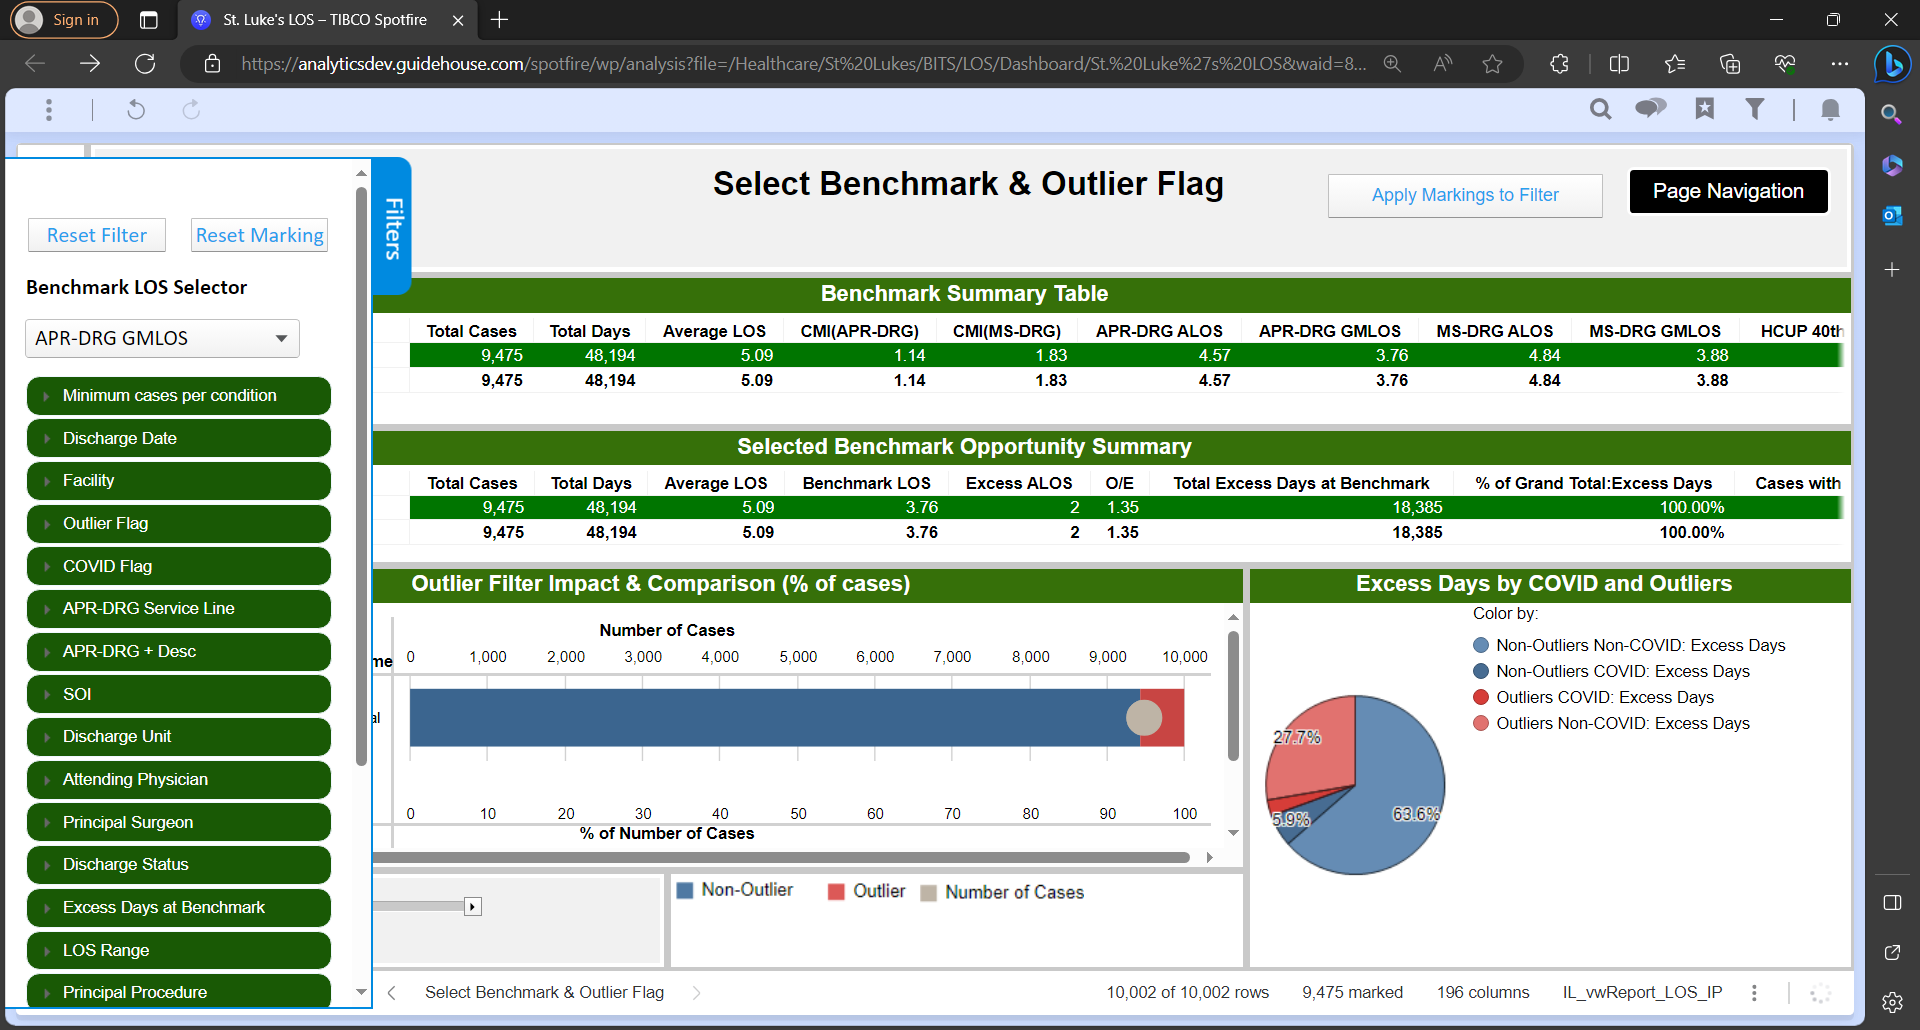 Sign in
St. Luke's LOS – TIBCO Spotfire
https://analyticsdev.guidehouse.com/spotfire/wp/analysis?file=/Healthcare/St%20Lukes/BITS/LOS/Dashboard/St.%20Luke%27s%20LOS&waid=8...
Select Benchmark & Outlier Flag
Apply Markings to Filter
Page Navigation
Filters
Reset Filter Reset Marking
Benchmark LOS Selector
APR-DRG GMLOS
Minimum cases per condition
Discharge Date
Facility
Outlier Flag
COVID Flag
APR-DRG Service Line
APR-DRG + Desc
SOI
Discharge Unit
Attending Physician
Principal Surgeon
Discharge Status
Excess Days at Benchmark
LOS Range
Principal Procedure
Benchmark Summary Table
Total Cases Total Days Average LOS CMI(APR-DRG) CMI(MS-DRG) APR-DRG ALOS APR-DRG GMLOS MS-DRG ALOS MS-DRG GMLOS HCUP 40th
9,475 48,194 5.09 1.14 1.83 4.57 3.76 4.84 3.88
9,475 48,194 5.09 1.14 1.83 4.57 3.76 4.84 3.88
Selected Benchmark Opportunity Summary
Total Cases Total Days Average LOS Benchmark LOS Excess ALOS O/E Total Excess Days at Benchmark % of Grand Total:Excess Days Cases with
9,475 48,194 5.09 3.76 2 1.35 18,385 100.00%
9,475 48,194 5.09 3.76 2 1.35 18,385 100.00%
Outlier Filter Impact & Comparison (% of cases)
Number of Cases
me 0 1,000 2,000 3,000 4,000 5,000 6,000 7,000 8,000 9,000 10,000
al
0 10 20 30 40 50 60 70 80 90 100
% of Number of Cases
Non-Outlier Outlier Number of Cases
Excess Days by COVID and Outliers
Color by:
Non-Outliers Non-COVID: Excess Days
Non-Outliers COVID: Excess Days
Outliers COVID: Excess Days
Outliers Non-COVID: Excess Days
27.7%
5.9%
63.6%
Select Benchmark & Outlier Flag
10,002 of 10,002 rows 9,475 marked 196 columns IL_vwReport_LOS_IP